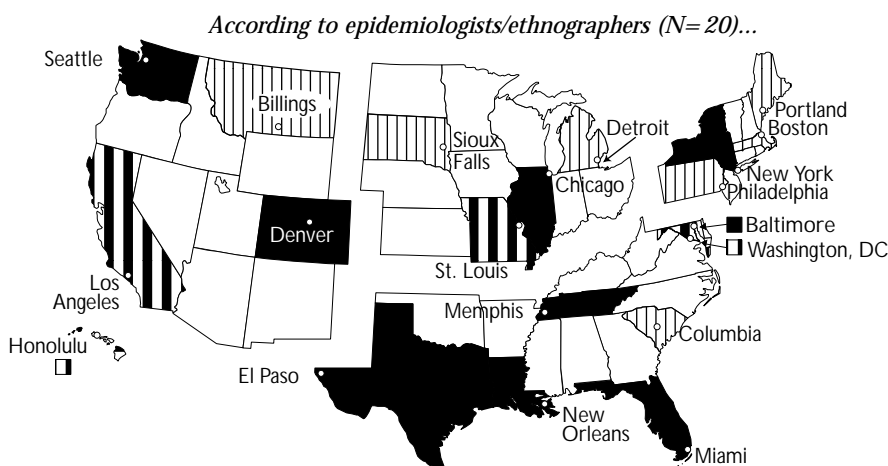 According to epidemiologists/ethnographers (N=20)...
Seattle
Billings
Portland
Boston
Sioux
Falls
Detroit
Chicago
New York
Philadelphia
Denver
Baltimore
Washington, DC
St. Louis
Los
Angeles
Memphis
Columbia
Honolulu
El Paso
New
Orleans
Miami